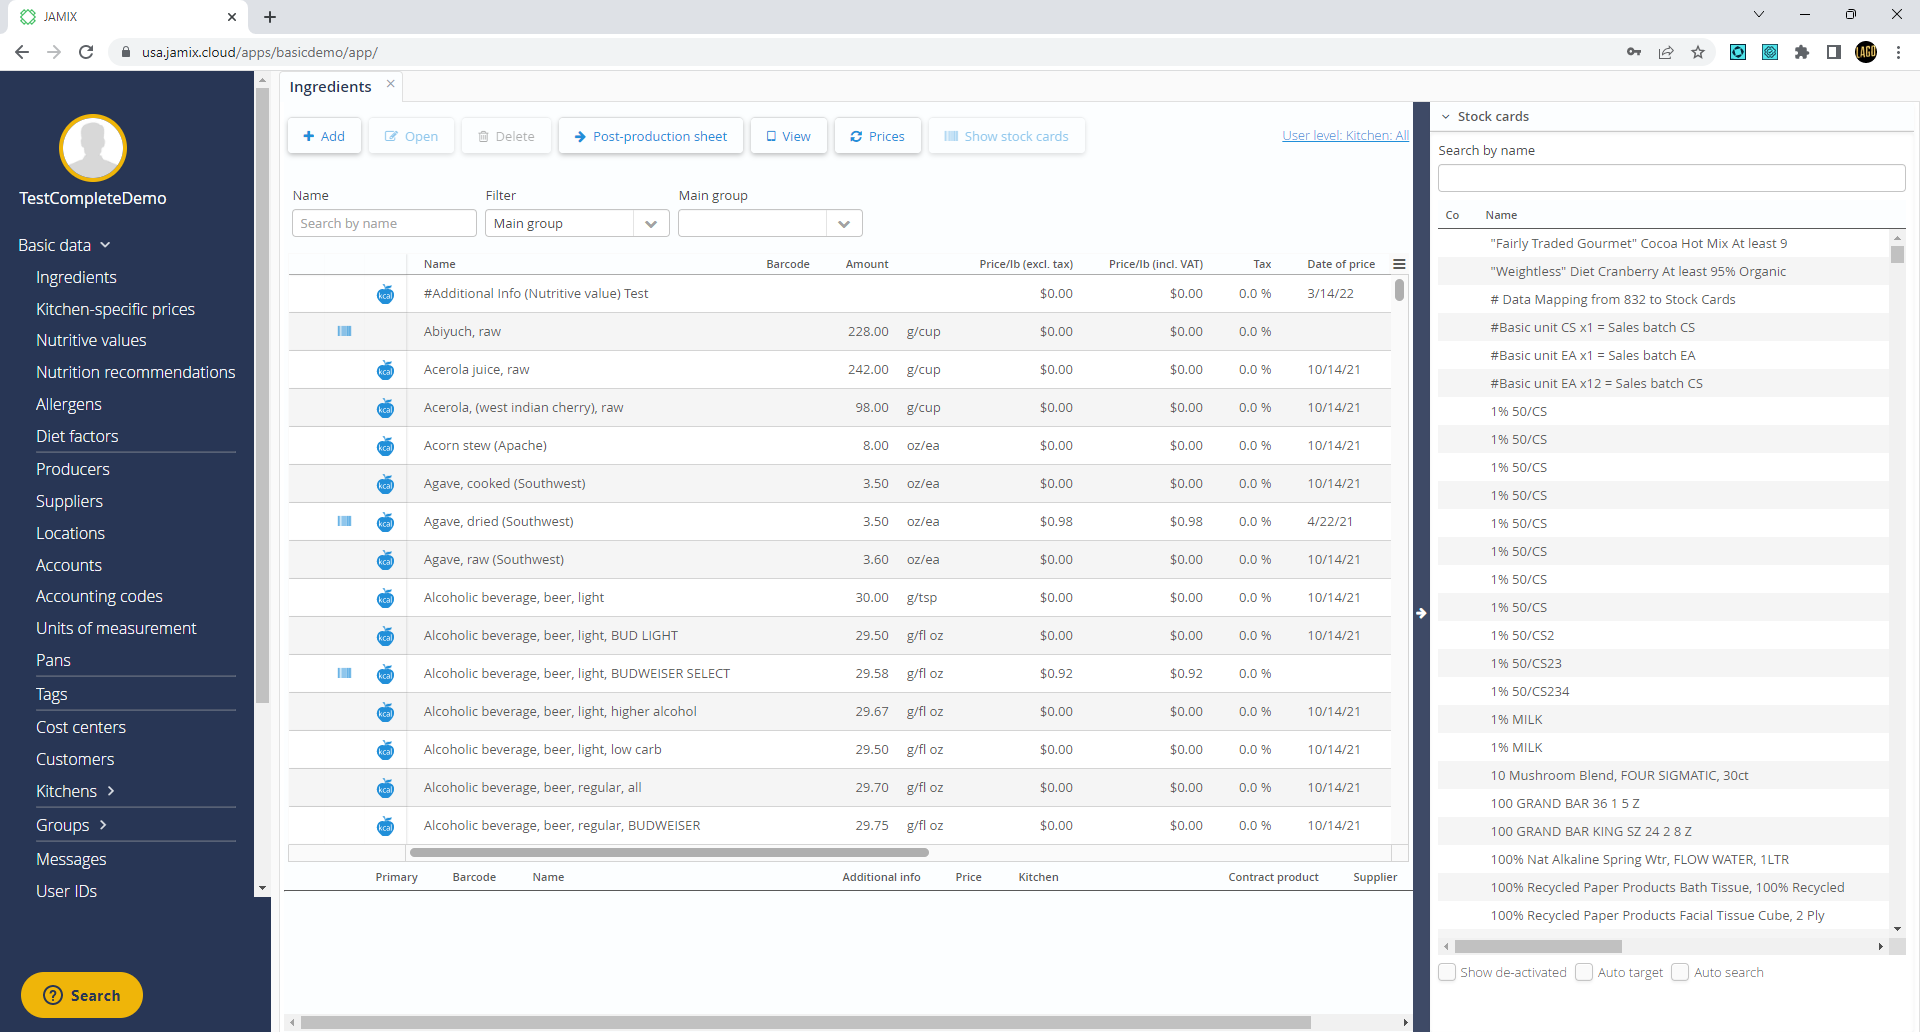 JAMIX
usa.jamix.cloud/apps/basicdemo/app/
LAGO
TestCompleteDemo
Basic data
Ingredients
Kitchen-specific prices
Nutritive values
Nutrition recommendations
Allergens
Diet factors
Producers
Suppliers
Locations
Accounts
Accounting codes
Units of measurement
Pans
Tags
Cost centers
Customers
Kitchens
Groups
Messages
User IDs
? Search
Ingredients
Add Open Delete Post-production sheet View Prices Show stock cards User level: Kitchen: All
Name Filter Main group
Search by name Main group
Name Barcode Amount Price/lb (excl. tax) Price/lb (incl. VAT) Tax Date of price
kcal #Additional Info (Nutritive value) Test $0.00 $0.00 0.0 % 3/14/22
Abiyuch, raw 228.00 g/cup $0.00 $0.00 0.0 %
kcal Acerola juice, raw 242.00 g/cup $0.00 $0.00 0.0 % 10/14/21
kcal Acerola, (west indian cherry), raw 98.00 g/cup $0.00 $0.00 0.0 % 10/14/21
kcal Acorn stew (Apache) 8.00 oz/ea $0.00 $0.00 0.0 % 10/14/21
kcal Agave, cooked (Southwest) 3.50 oz/ea $0.00 $0.00 0.0 % 10/14/21
kcal Agave, dried (Southwest) 3.50 oz/ea $0.98 $0.98 0.0 % 4/22/21
kcal Agave, raw (Southwest) 3.60 oz/ea $0.00 $0.00 0.0 % 10/14/21
kcal Alcoholic beverage, beer, light 30.00 g/tsp $0.00 $0.00 0.0 % 10/14/21
kcal Alcoholic beverage, beer, light, BUD LIGHT 29.50 g/fl oz $0.00 $0.00 0.0 % 10/14/21
kcal Alcoholic beverage, beer, light, BUDWEISER SELECT 29.58 g/fl oz $0.92 $0.92 0.0 %
kcal Alcoholic beverage, beer, light, higher alcohol 29.67 g/fl oz $0.00 $0.00 0.0 % 10/14/21
kcal Alcoholic beverage, beer, light, low carb 29.50 g/fl oz $0.00 $0.00 0.0 % 10/14/21
kcal Alcoholic beverage, beer, regular, all 29.70 g/fl oz $0.00 $0.00 0.0 % 10/14/21
kcal Alcoholic beverage, beer, regular, BUDWEISER 29.75 g/fl oz $0.00 $0.00 0.0 % 10/14/21
Primary Barcode Name Additional info Price Kitchen Contract product Supplier
Stock cards
Search by name
Co Name
"Fairly Traded Gourmet" Cocoa Hot Mix At least 9
"Weightless" Diet Cranberry At least 95% Organic
# Data Mapping from 832 to Stock Cards
#Basic unit CS x1 = Sales batch CS
#Basic unit EA x1 = Sales batch EA
#Basic unit EA x12 = Sales batch CS
1% 50/CS
1% 50/CS
1% 50/CS
1% 50/CS
1% 50/CS
1% 50/CS
1% 50/CS
1% 50/CS
1% 50/CS2
1% 50/CS23
1% 50/CS234
1% MILK
1% MILK
10 Mushroom Blend, FOUR SIGMATIC, 30ct
100 GRAND BAR 36 1 5 Z
100 GRAND BAR KING SZ 24 2 8 Z
100% Nat Alkaline Spring Wtr, FLOW WATER, 1LTR
100% Recycled Paper Products Bath Tissue, 100% Recycled
100% Recycled Paper Products Facial Tissue Cube, 2 Ply
Show de-activated Auto target Auto search